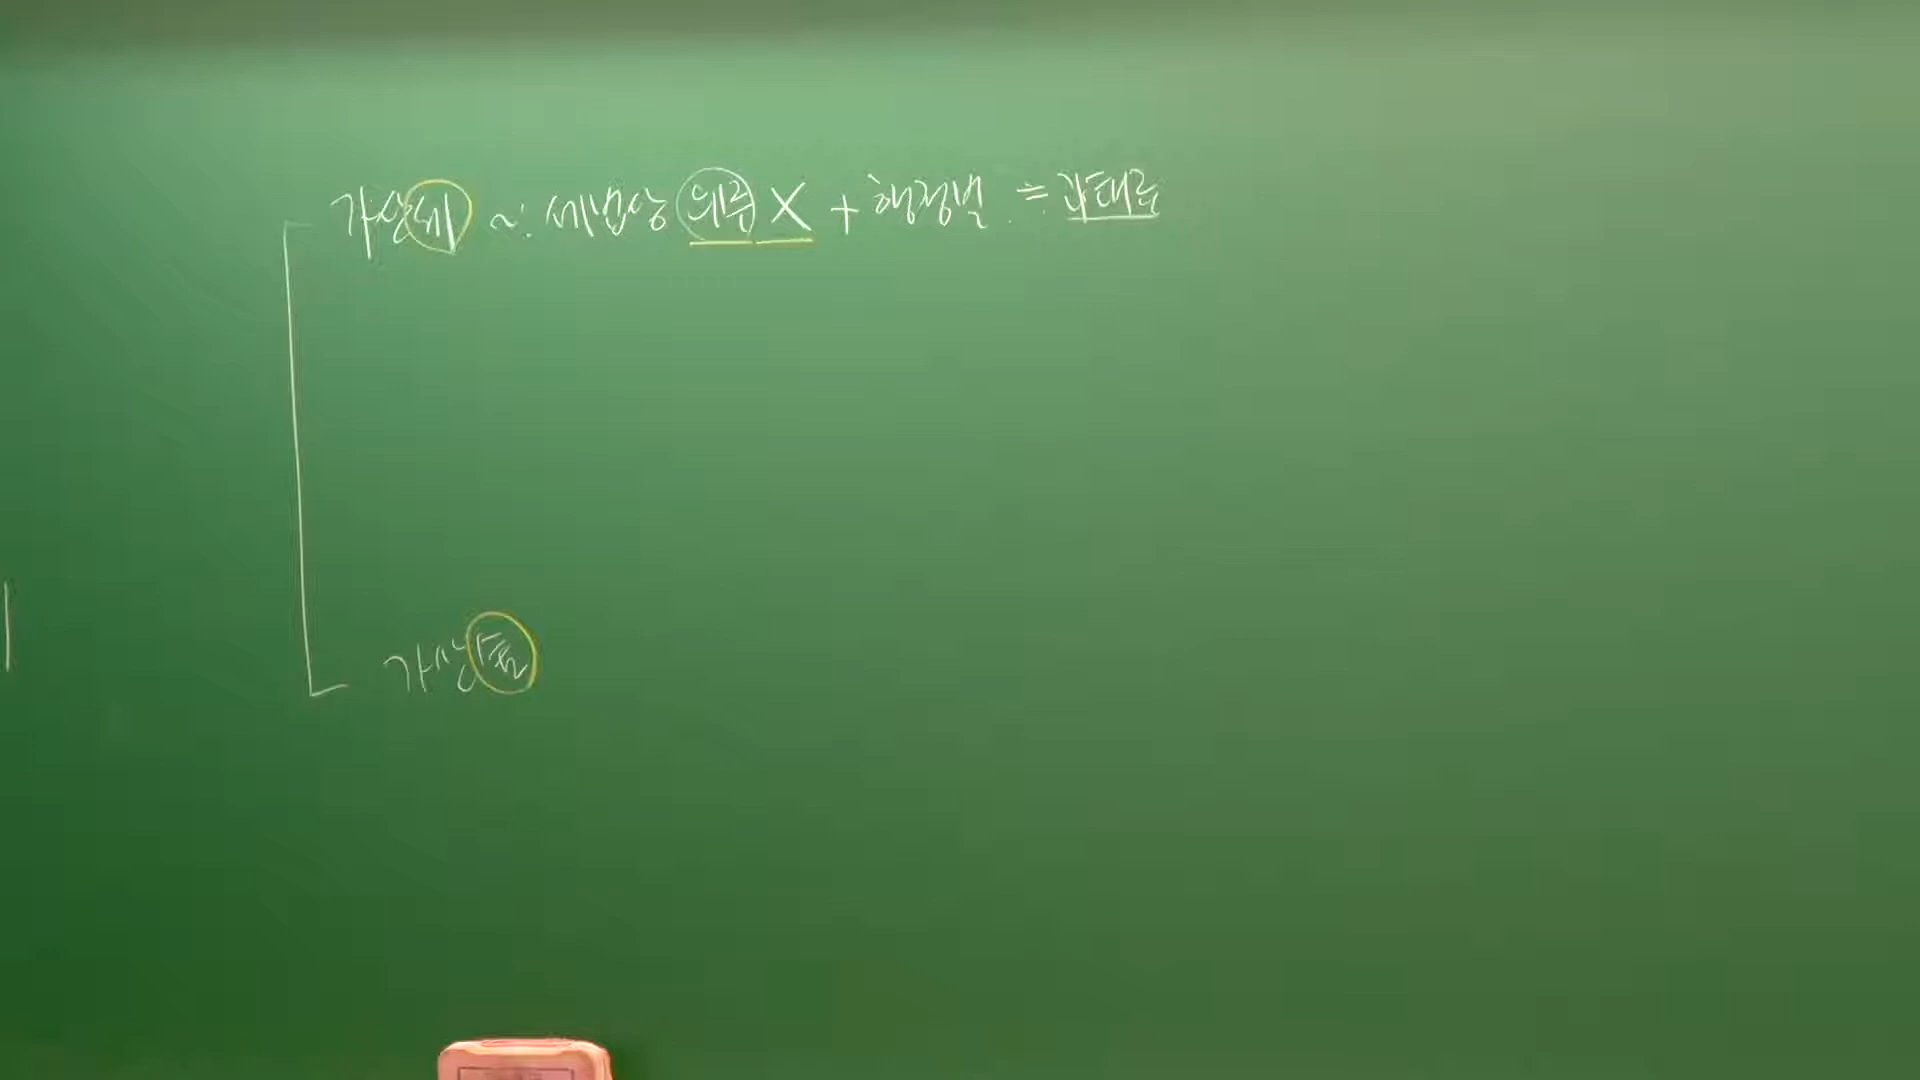 가산세 ~: 세법상 의무 X + 행정벌 ≒ 과태료
가산금